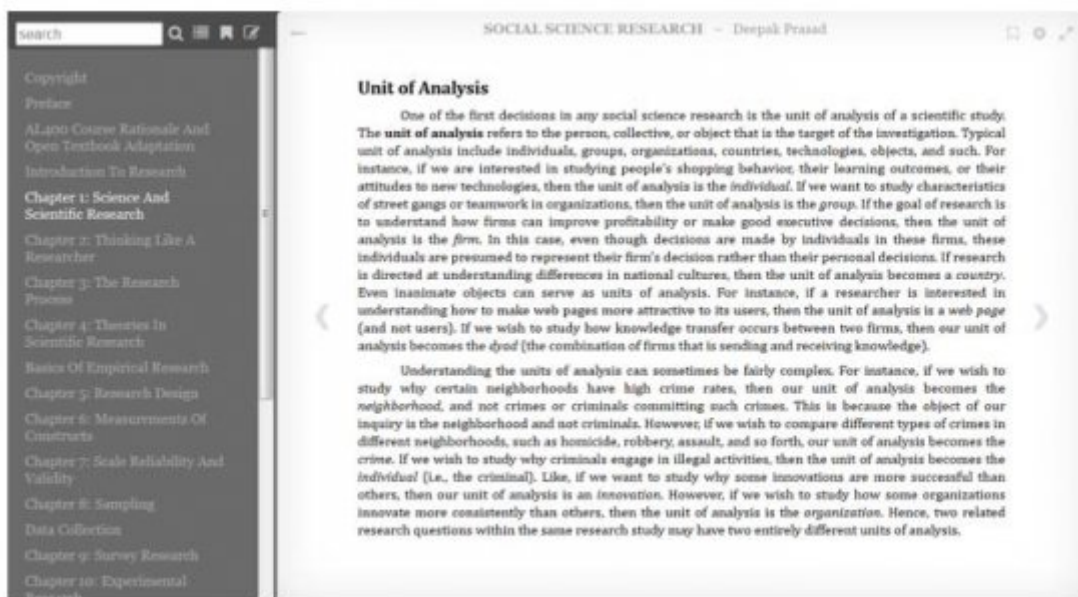 search
SOCIAL SCIENCE RESEARCH – Deepak Prasad
Copyright
Preface
AL400 Course Rationale And
Open Textbook Adaptation
Introduction To Research
Chapter 1: Science And
Scientific Research
Chapter 2: Thinking Like A
Researcher
Chapter 3: The Research
Process
Chapter 4: Theories In
Scientific Research
Basics Of Empirical Research
Chapter 5: Research Design
Chapter 6: Measurements Of
Constructs
Chapter 7: Scale Reliability And
Validity
Chapter 8: Sampling
Data Collection
Chapter 9: Survey Research
Chapter 10: Experimental
Research
Unit of Analysis
One of the first decisions in any social science research is the unit of analysis of a scientific study.
The unit of analysis refers to the person, collective, or object that is the target of the investigation. Typical
unit of analysis include individuals, groups, organizations, countries, technologies, objects, and such. For
instance, if we are interested in studying people's shopping behavior, their learning outcomes, or their
attitudes to new technologies, then the unit of analysis is the individual. If we want to study characteristics
of street gangs or teamwork in organizations, then the unit of analysis is the group. If the goal of research is
to understand how firms can improve profitability or make good executive decisions, then the unit of
analysis is the firm. In this case, even though decisions are made by individuals in these firms, these
individuals are presumed to represent their firm's decision rather than their personal decisions. If research
is directed at understanding differences in national cultures, then the unit of analysis becomes a country.
Even inanimate objects can serve as units of analysis. For instance, if a researcher is interested in
understanding how to make web pages more attractive to its users, then the unit of analysis is a web page
(and not users). If we wish to study how knowledge transfer occurs between two firms, then our unit of
analysis becomes the dyad (the combination of firms that is sending and receiving knowledge).
Understanding the units of analysis can sometimes be fairly complex. For instance, if we wish to
study why certain neighborhoods have high crime rates, then our unit of analysis becomes the
neighborhood, and not crimes or criminals committing such crimes. This is because the object of our
inquiry is the neighborhood and not criminals. However, if we wish to compare different types of crimes in
different neighborhoods, such as homicide, robbery, assault, and so forth, our unit of analysis becomes the
crime. If we wish to study why criminals engage in illegal activities, then the unit of analysis becomes the
individual (i.e., the criminal). Like, if we want to study why some innovations are more successful than
others, then our unit of analysis is an innovation. However, if we wish to study how some organizations
innovate more consistently than others, then the unit of analysis is the organization. Hence, two related
research questions within the same research study may have two entirely different units of analysis.